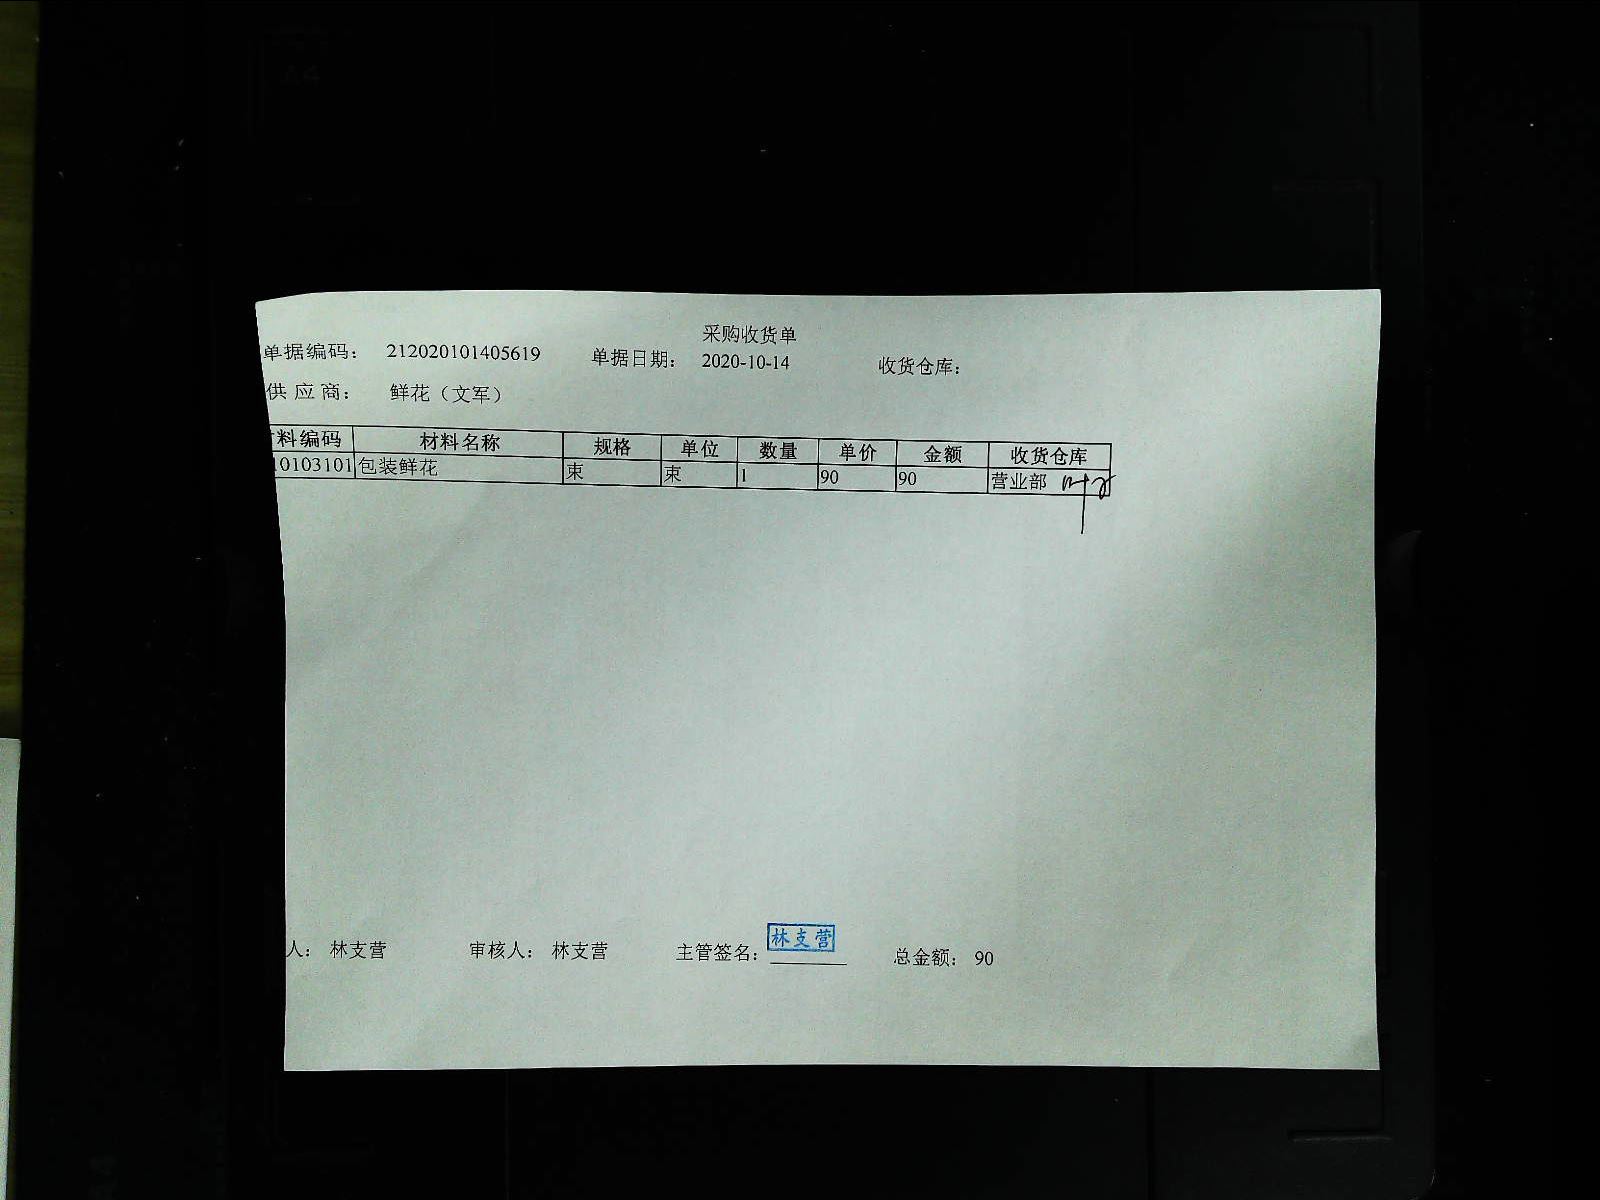 采购收货单
单据编码： 212020101405619 单据日期： 2020-10-14 收货仓库：
供应商： 鲜花（文军）
料编码 材料名称 规格 单位 数量 单价 金额 收货仓库
10103101 包装鲜花 束 束 1 90 90 营业部
人： 林支营 审核人： 林支营 主管签名： 林支营 总金额： 90